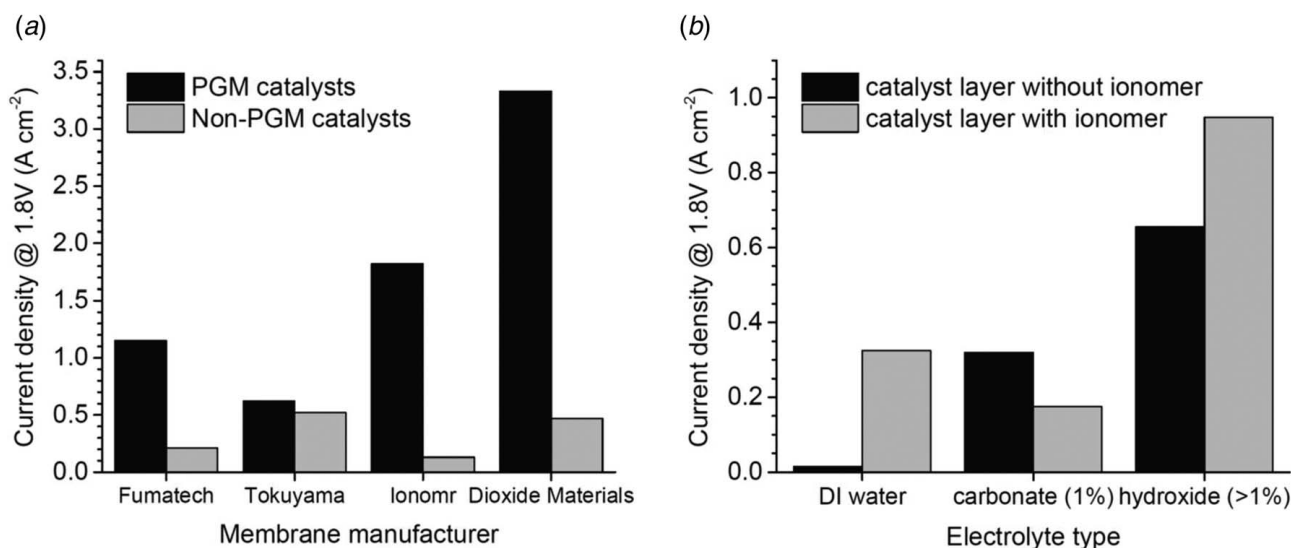 (a)
PGM catalysts
Non-PGM catalysts
Current density @ 1.8V (A cm⁻²)
3.5
3.0
2.5
2.0
1.5
1.0
0.5
0.0
Fumatech Tokuyama Ionomr Dioxide Materials
Membrane manufacturer
(b)
catalyst layer without ionomer
catalyst layer with ionomer
Current density @ 1.8V (A cm⁻²)
1.0
0.8
0.6
0.4
0.2
0.0
DI water carbonate (1%) hydroxide (>1%)
Electrolyte type